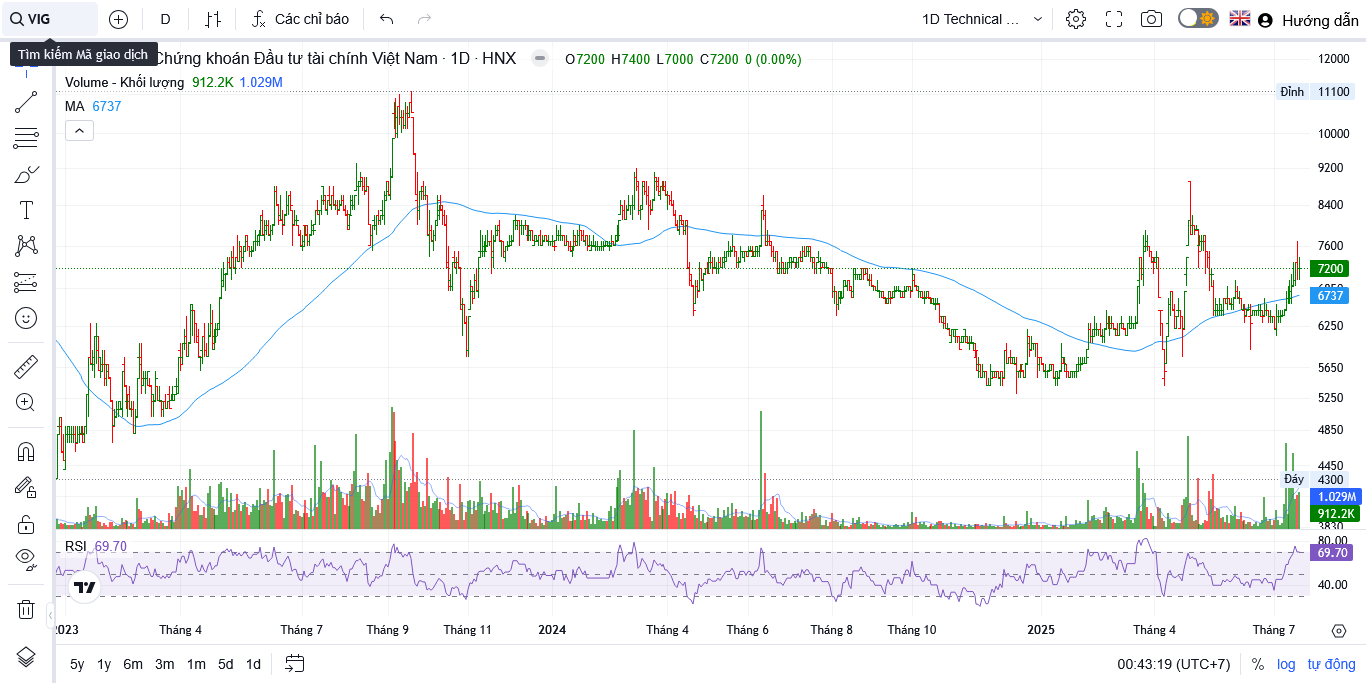 VIG
D
Các chỉ báo
1D Technical ...
Hướng dẫn
Tìm kiếm Mã giao dịch
Chứng khoán Đầu tư tài chính Việt Nam · 1D · HNX
O7200 H7400 L7000 C7200 0 (0.00%)
Volume - Khối lượng 912.2K 1.029M
MA 6737
12000
Đỉnh 11100
10000
9200
8400
7600
7200
6737
6250
5650
5250
4850
4450
Đáy 4300
1.029M
912.2K
3830
RSI 69.70
80.00
69.70
40.00
2023 Tháng 4 Tháng 7 Tháng 9 Tháng 11 2024 Tháng 4 Tháng 6 Tháng 8 Tháng 10 2025 Tháng 4 Tháng 7
5y 1y 6m 3m 1m 5d 1d
00:43:19 (UTC+7) % log tự động